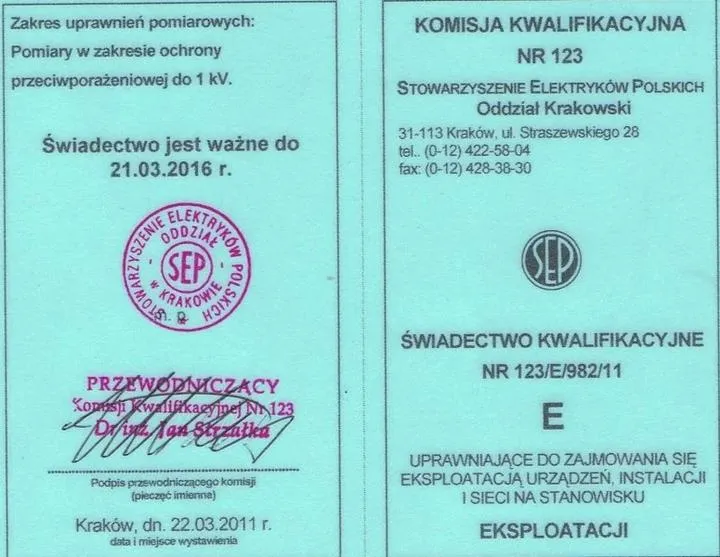 Zakres uprawnień pomiarowych:
Pomiary w zakresie ochrony
przeciwporażeniowej do 1 kV.
Świadectwo jest ważne do
21.03.2016 r.
STOWARZYSZENIE ELEKTRYKÓW POLSKICH
ODDZIAŁ
SEP
w KRAKOWIE
m. p.
PRZEWODNICZĄCY
Komisji Kwalifikacyjnej Nr 123
Dr inż. Jan Strzałka
Podpis przewodniczącego komisji
(pieczęć imienna)
Kraków, dn. 22.03.2011 r.
data i miejsce wystawienia
KOMISJA KWALIFIKACYJNA
NR 123
STOWARZYSZENIE ELEKTRYKÓW POLSKICH
Oddział Krakowski
31-113 Kraków, ul. Straszewskiego 28
tel.. (0-12) 422-58-04
fax: (0-12) 428-38-30
SEP
ŚWIADECTWO KWALIFIKACYJNE
NR 123/E/982/11
E
UPRAWNIAJĄCE DO ZAJMOWANIA SIĘ
EKSPLOATACJĄ URZĄDZEŃ, INSTALACJI
I SIECI NA STANOWISKU
EKSPLOATACJI